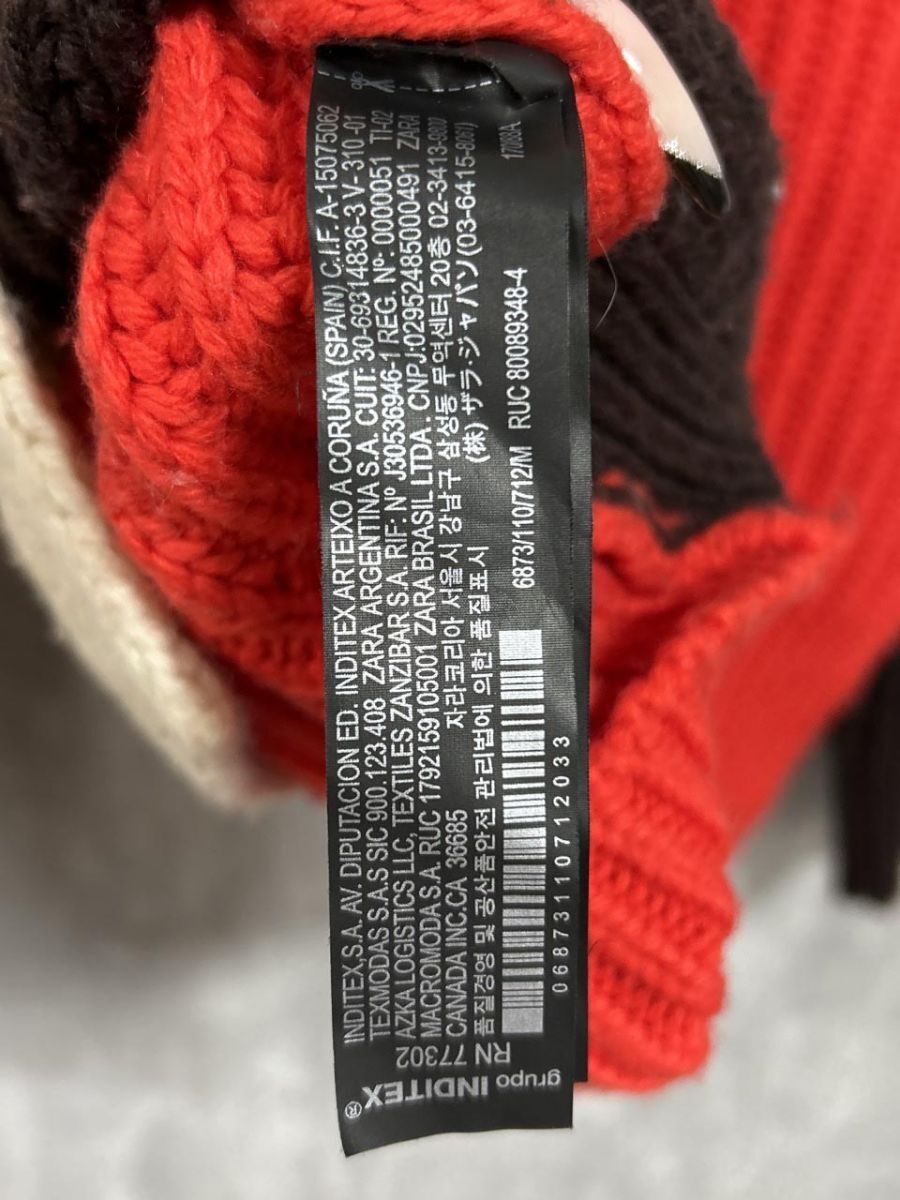 INDITEX,S.A. AV. DIPUTACION ED. INDITEX ARTEIXO A CORUÑA (SPAIN) C.I.F. A-15075062
TEXMODAS.S.A.S SIC 900.123.408 ZARA ARGENTINA S.A. CUIT: 30-69314836-3 V-310-01
AZKA LOGISTICS LLC, TEXTILES ZANZIBAR S.A. RIF: Nº J30536946-1 REG. Nº: 0000051 TI-02
MACROMODA S.A. RUC 1792159105001 ZARA BRASIL LTDA. CNPJ:02952485000491 ZARA
CANADA INC.CA 36685 자라코리아 서울시 강남구 삼성동 무역센터 20층 02-3413-9800
품질경영 및 공산품안전 관리법에 의한 품질표시 (株) ザラ・ジャパン(03-6415-8061)
6873/110/712/M RUC 80089348-4
17008A
06873110712033
RN 77302
grupo INDITEX ®